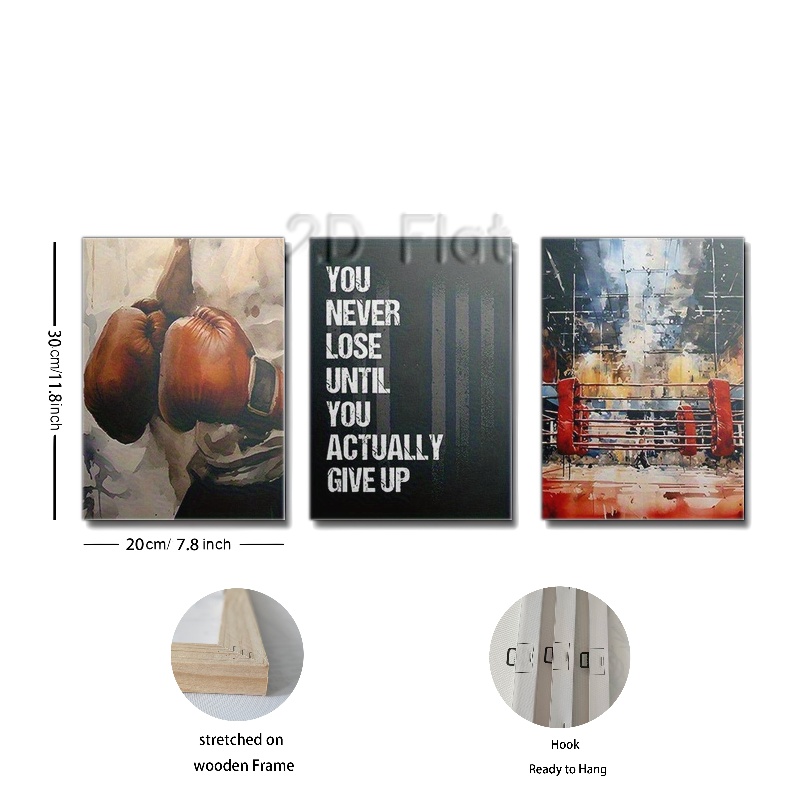 2D Flat
YOU
NEVER
LOSE
UNTIL
YOU
ACTUALLY
GIVE UP
30cm/11.8inch
20cm/ 7.8 inch
stretched on
wooden Frame
Hook
Ready to Hang